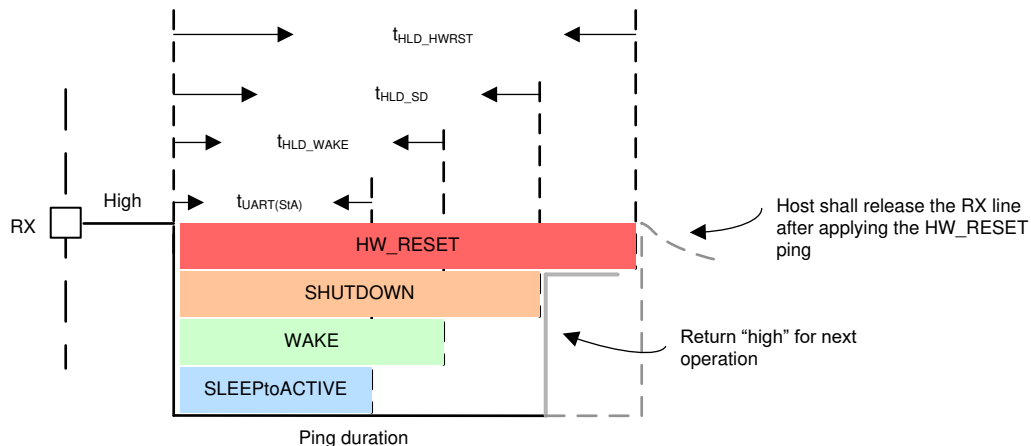 tHLD_HWRST
tHLD_SD
tHLD_WAKE
tUART(StA)
High
RX
HW_RESET
SHUTDOWN
WAKE
SLEEPtoACTIVE
Ping duration
Host shall release the RX line
after applying the HW_RESET
ping
Return “high” for next
operation